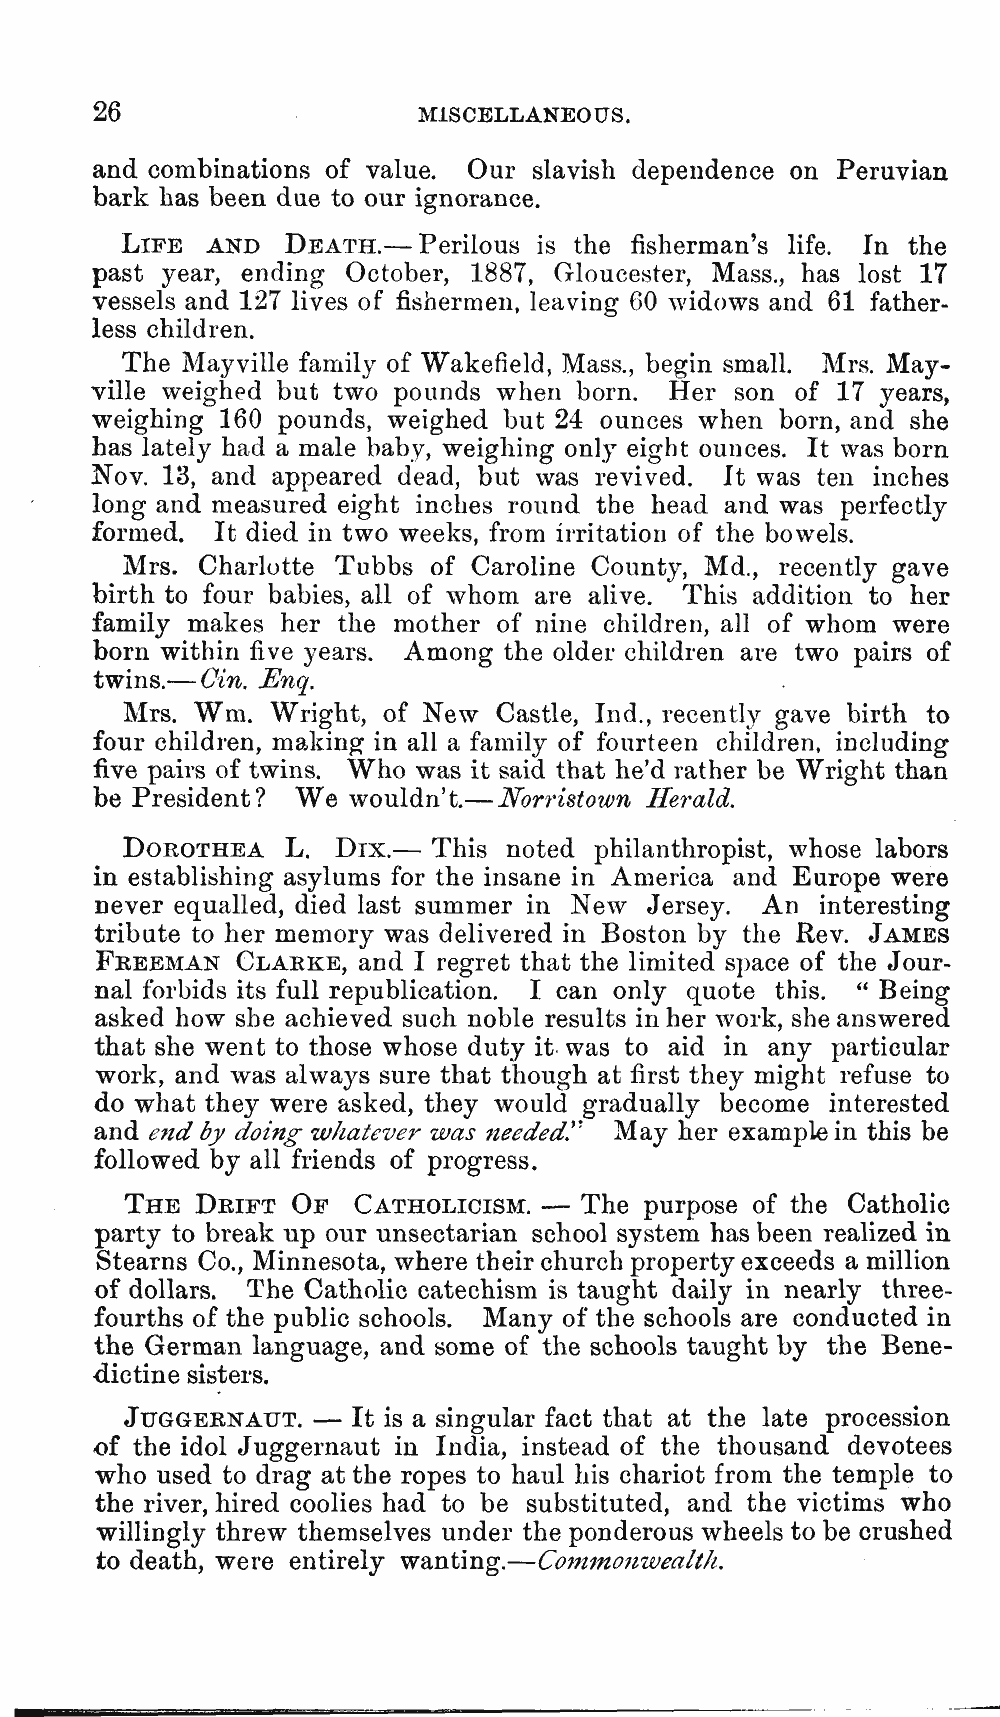 26 MISCELLANEOUS.
and combinations of value. Our slavish dependence on Peruvian
bark has been due to our ignorance.
LIFE AND DEATH.— Perilous is the fisherman's life. In the
past year, ending October, 1887, Gloucester, Mass., has lost 17
vessels and 127 lives of fishermen, leaving 60 widows and 61 father-
less children.
The Mayville family of Wakefield, Mass., begin small. Mrs. May-
ville weighed but two pounds when born. Her son of 17 years,
weighing 160 pounds, weighed but 24 ounces when born, and she
has lately had a male baby, weighing only eight ounces. It was born
Nov. 13, and appeared dead, but was revived. It was ten inches
long and measured eight inches round the head and was perfectly
formed. It died in two weeks, from irritation of the bowels.
Mrs. Charlotte Tubbs of Caroline County, Md., recently gave
birth to four babies, all of whom are alive. This addition to her
family makes her the mother of nine children, all of whom were
born within five years. Among the older children are two pairs of
twins.— Cin. Enq.
Mrs. Wm. Wright, of New Castle, Ind., recently gave birth to
four children, making in all a family of fourteen children, including
five pairs of twins. Who was it said that he'd rather be Wright than
be President? We wouldn't.— Norristown Herald.
DOROTHEA L. DIX.— This noted philanthropist, whose labors
in establishing asylums for the insane in America and Europe were
never equalled, died last summer in New Jersey. An interesting
tribute to her memory was delivered in Boston by the Rev. JAMES
FREEMAN CLARKE, and I regret that the limited space of the Jour-
nal forbids its full republication. I can only quote this. “ Being
asked how she achieved such noble results in her work, she answered
that she went to those whose duty it was to aid in any particular
work, and was always sure that though at first they might refuse to
do what they were asked, they would gradually become interested
and end by doing whatever was needed.” May her example in this be
followed by all friends of progress.
THE DRIFT OF CATHOLICISM. — The purpose of the Catholic
party to break up our unsectarian school system has been realized in
Stearns Co., Minnesota, where their church property exceeds a million
of dollars. The Catholic catechism is taught daily in nearly three-
fourths of the public schools. Many of the schools are conducted in
the German language, and some of the schools taught by the Bene-
dictine sisters.
JUGGERNAUT. — It is a singular fact that at the late procession
of the idol Juggernaut in India, instead of the thousand devotees
who used to drag at the ropes to haul his chariot from the temple to
the river, hired coolies had to be substituted, and the victims who
willingly threw themselves under the ponderous wheels to be crushed
to death, were entirely wanting.—Commonwealth.